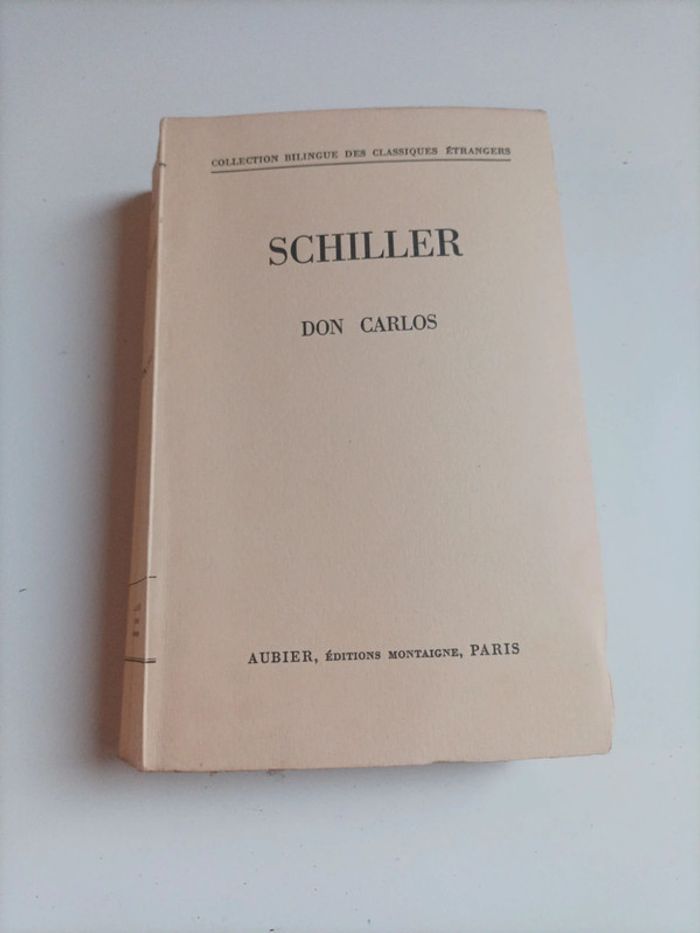 COLLECTION BILINGUE DES CLASSIQUES ÉTRANGERS
SCHILLER
DON CARLOS
AUBIER, ÉDITIONS MONTAIGNE, PARIS